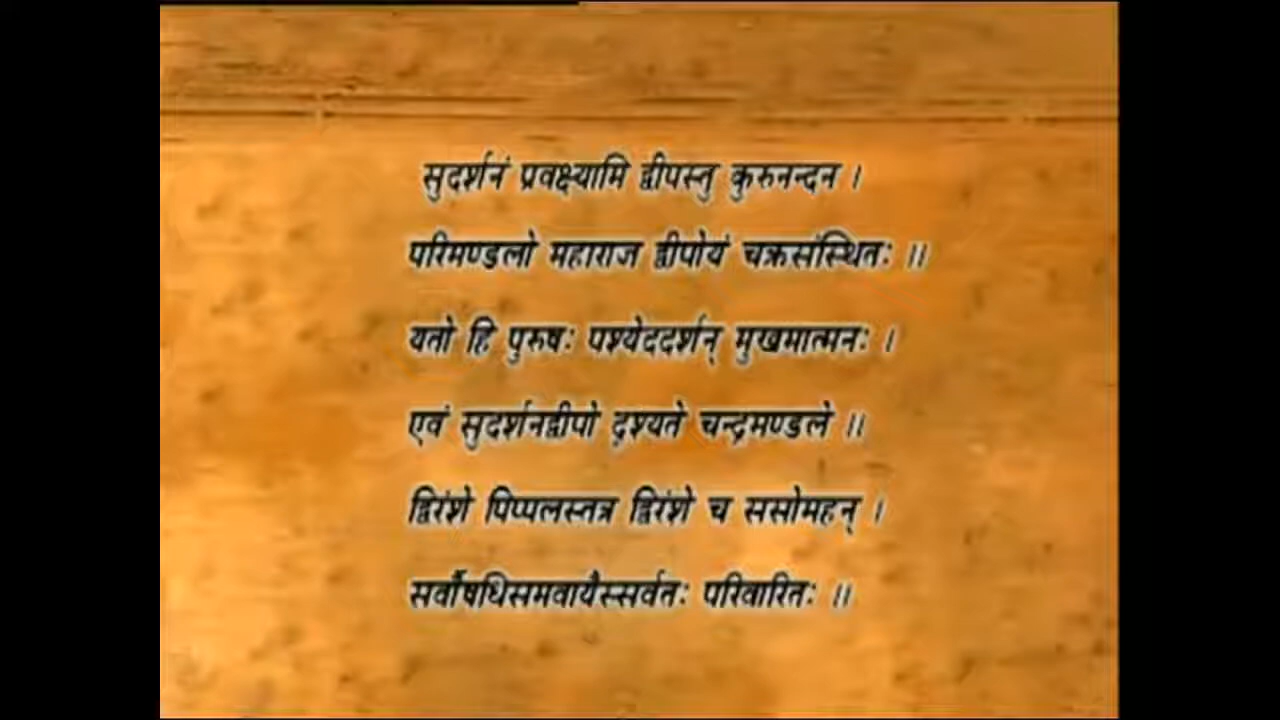 सुदर्शनं प्रवक्ष्यामि द्वीपस्तु कुरुनन्दन ।
परिमण्डलो महाराज द्वीपोयं चक्रसंस्थितः ॥
यतो हि पुरुषः पश्येददर्शन् मुखमात्मनः ।
एवं सुदर्शनद्वीपो दृश्यते चन्द्रमण्डले ॥
द्विरंशे पिप्पलस्तत्र द्विरंशे च ससोमहन् ।
सर्वौषधिसमवायैस्सर्वतः परिवारितः ॥